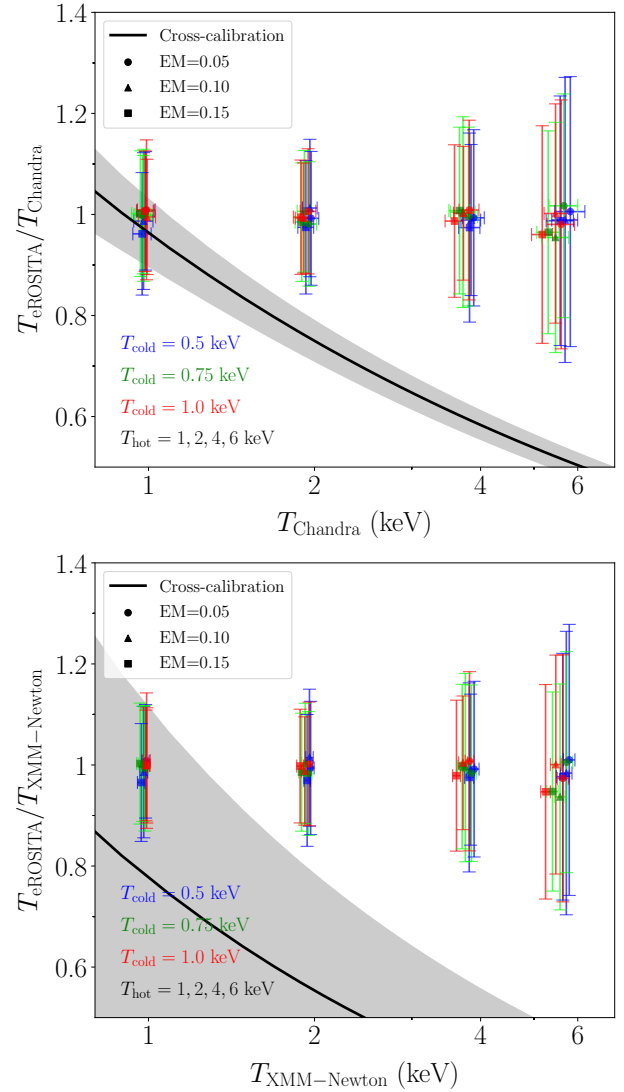 1.4
1.2
1
0.8
0.6
T_eROSITA/T_Chandra
Cross-calibration
EM=0.05
EM=0.10
EM=0.15
T_cold = 0.5 keV
T_cold = 0.75 keV
T_cold = 1.0 keV
T_hot = 1, 2, 4, 6 keV
1 2 4 6
T_Chandra (keV)
1.4
1.2
1
0.8
0.6
T_eROSITA/T_XMM−Newton
Cross-calibration
EM=0.05
EM=0.10
EM=0.15
T_cold = 0.5 keV
T_cold = 0.75 keV
T_cold = 1.0 keV
T_hot = 1, 2, 4, 6 keV
1 2 4 6
T_XMM−Newton (keV)